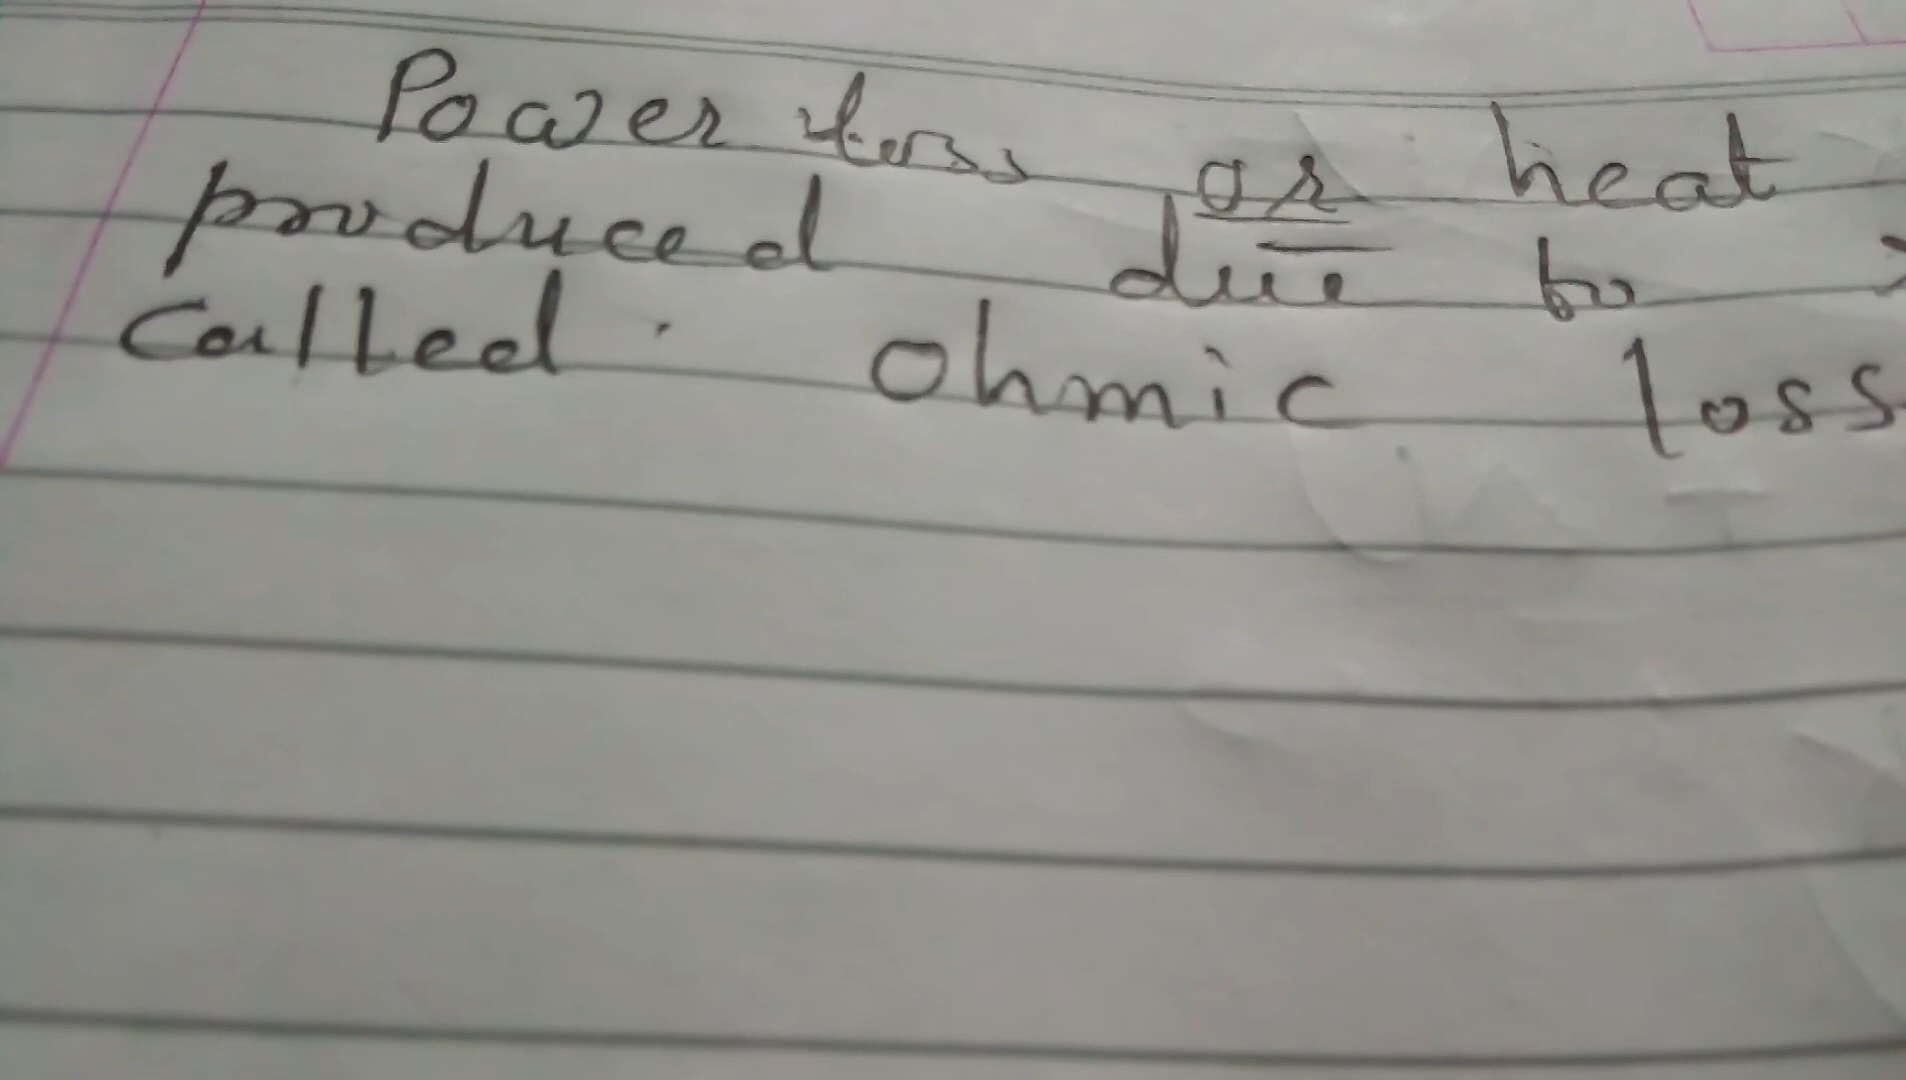 Power loss or heat
produced due to
called ohmic loss